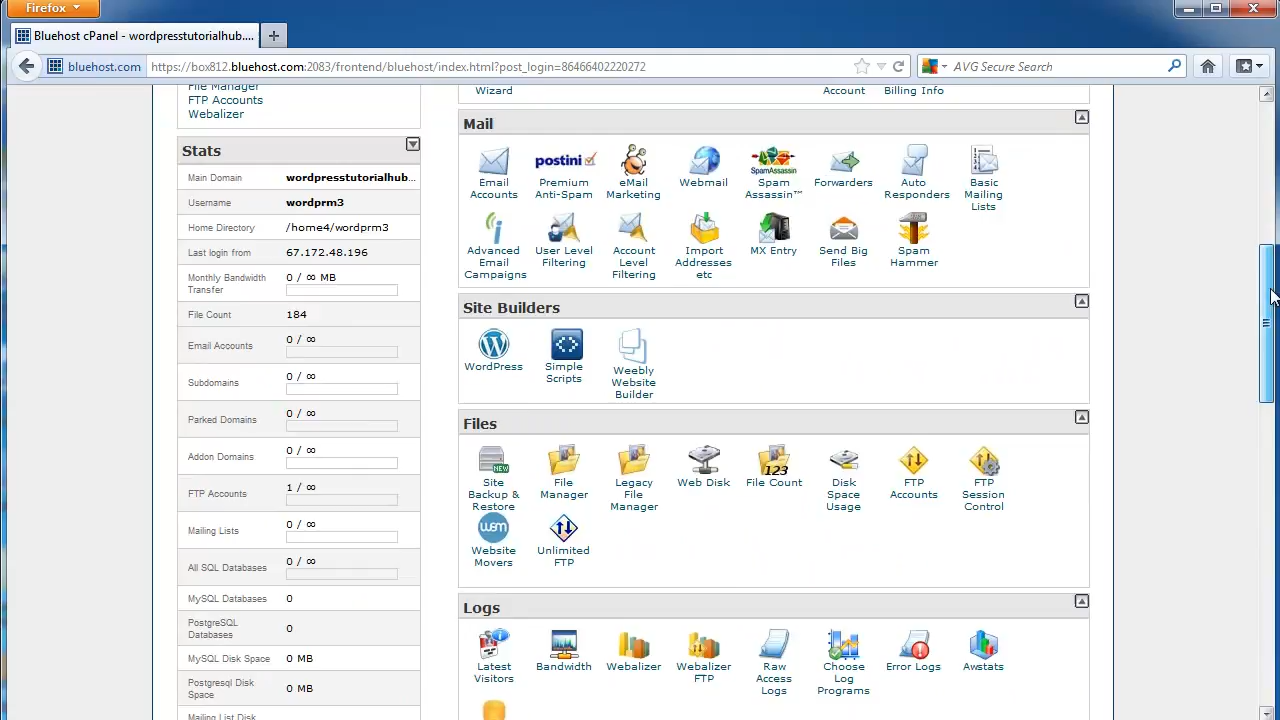 Firefox
Bluehost cPanel - wordpresstutorialhub....
bluehost.com
https://box812.bluehost.com:2083/frontend/bluehost/index.html?post_login=86466402220272
AVG Secure Search
File Manager
FTP Accounts
Webalizer
Stats
Main Domain wordpresstutorialhub...
Username wordprm3
Home Directory /home4/wordprm3
Last login from 67.172.48.196
Monthly Bandwidth
Transfer
0 / ∞ MB
File Count 184
Email Accounts 0 / ∞
Subdomains 0 / ∞
Parked Domains 0 / ∞
Addon Domains 0 / ∞
FTP Accounts 1 / ∞
Mailing Lists 0 / ∞
All SQL Databases 0 / ∞
MySQL Databases 0
PostgreSQL
Databases
0
MySQL Disk Space 0 MB
Postgresql Disk
Space
0 MB
Mailing List Disk
Wizard
Account
Billing Info
Mail
Email
Accounts
postini
Premium
Anti-Spam
eMail
Marketing
Webmail
SpamAssassin
Spam
Assassin™
Forwarders
Auto
Responders
Basic
Mailing
Lists
Advanced
Email
Campaigns
User Level
Filtering
Account
Level
Filtering
Import
Addresses
etc
MX Entry
Send Big
Files
Spam
Hammer
Site Builders
WordPress
Simple
Scripts
Weebly
Website
Builder
Files
NEW
Site
Backup &
Restore
File
Manager
Legacy
File
Manager
Web Disk
123
File Count
Disk
Space
Usage
FTP
Accounts
FTP
Session
Control
wsm
Website
Movers
Unlimited
FTP
Logs
Latest
Visitors
Bandwidth
Webalizer
Webalizer
FTP
Raw
Access
Logs
Choose
Log
Programs
Error Logs
Awstats